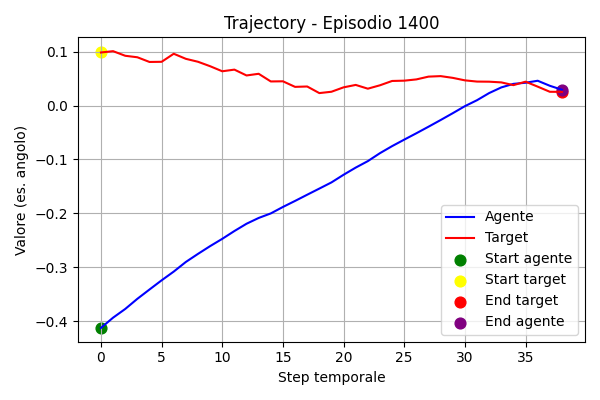 Trajectory - Episodio 1400
Valore (es. angolo)
0.1
0.0
−0.1
−0.2
−0.3
−0.4
0 5 10 15 20 25 30 35
Step temporale
Agente
Target
Start agente
Start target
End target
End agente